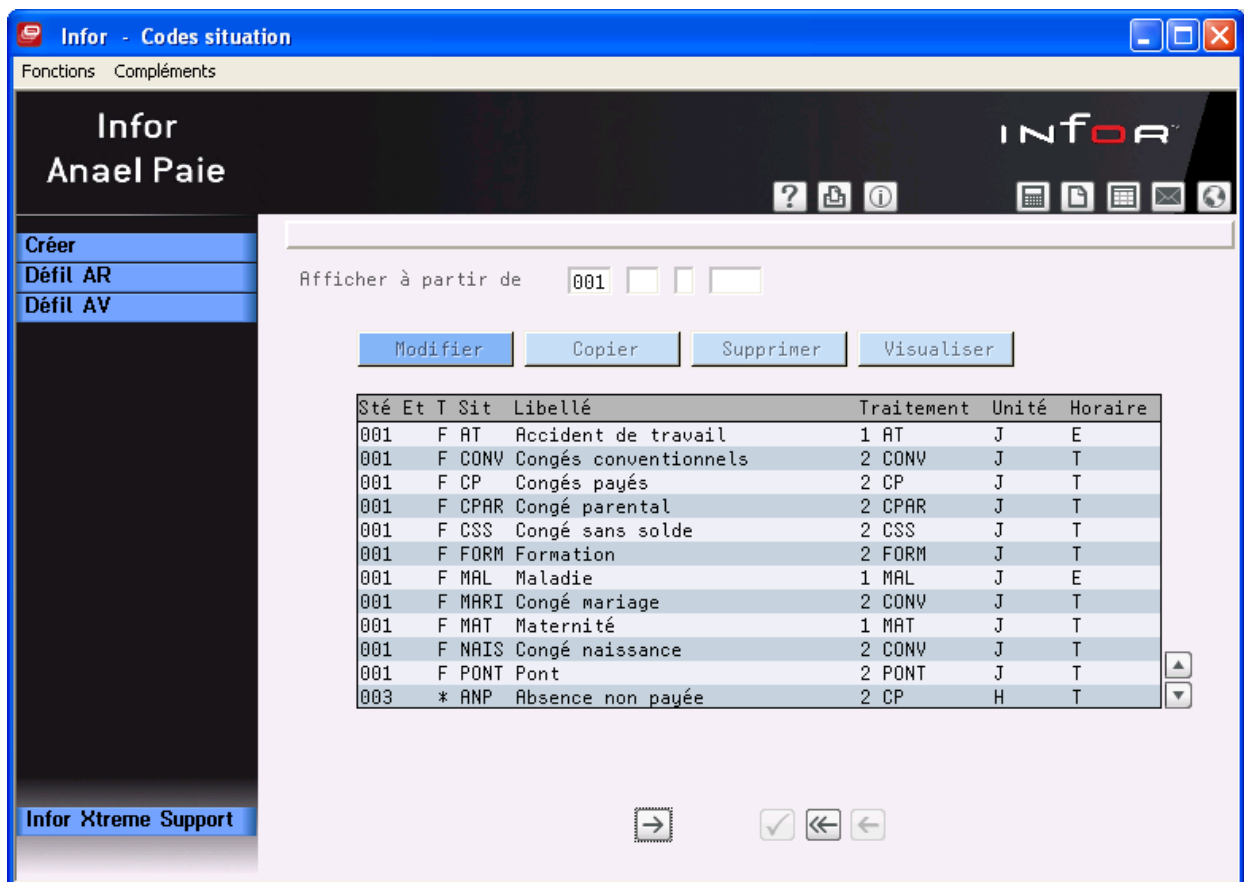 Infor - Codes situation
Fonctions Compléments
Infor
Anael Paie
INfOR
Créer
Défil AR
Défil AV
Afficher à partir de 001
Modifier Copier Supprimer Visualiser
Sté Et T Sit Libellé Traitement Unité Horaire
001 F AT Accident de travail 1 AT J E
001 F CONV Congés conventionnels 2 CONV J T
001 F CP Congés payés 2 CP J T
001 F CPAR Congé parental 2 CPAR J T
001 F CSS Congé sans solde 2 CSS J T
001 F FORM Formation 2 FORM J T
001 F MAL Maladie 1 MAL J E
001 F MARI Congé mariage 2 CONV J T
001 F MAT Maternité 1 MAT J T
001 F NAIS Congé naissance 2 CONV J T
001 F PONT Pont 2 PONT J T
003 * ANP Absence non payée 2 CP H T
Infor Xtreme Support